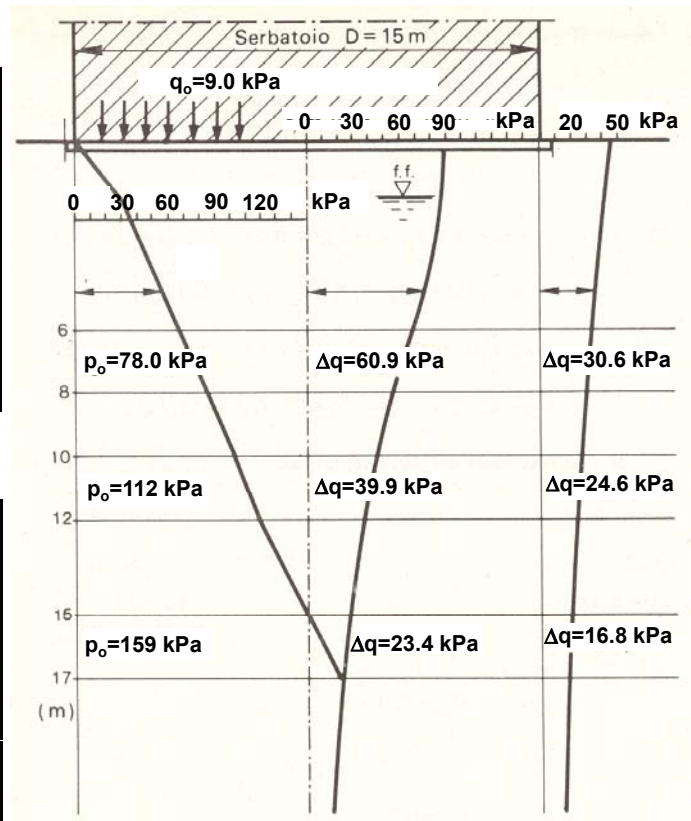 Serbatoio D = 15 m
qo=9.0 kPa
0 30 60 90 kPa 20 50 kPa
f.f.
0 30 60 90 120 kPa
6
po=78.0 kPa Δq=60.9 kPa Δq=30.6 kPa
8
10
po=112 kPa Δq=39.9 kPa Δq=24.6 kPa
12
15
po=159 kPa Δq=23.4 kPa Δq=16.8 kPa
17
(m)